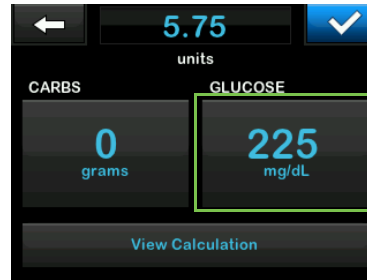 5.75
units
CARBS GLUCOSE
0 225
grams mg/dL
View Calculation